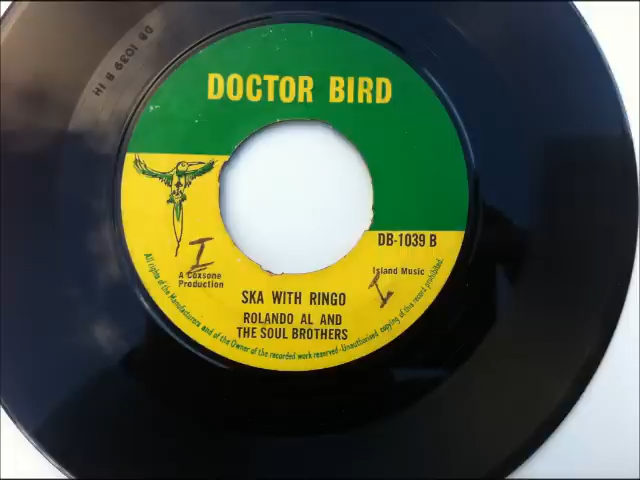 DB 1039 B 1H
DOCTOR BIRD
DB-1039 B
I
A Coxsone
Production
Island Music
I
SKA WITH RINGO
ROLANDO AL AND
THE SOUL BROTHERS
All rights of the Manufacturers and of the Owner of the recorded work reserved - Unauthorised copying of this record prohibited.